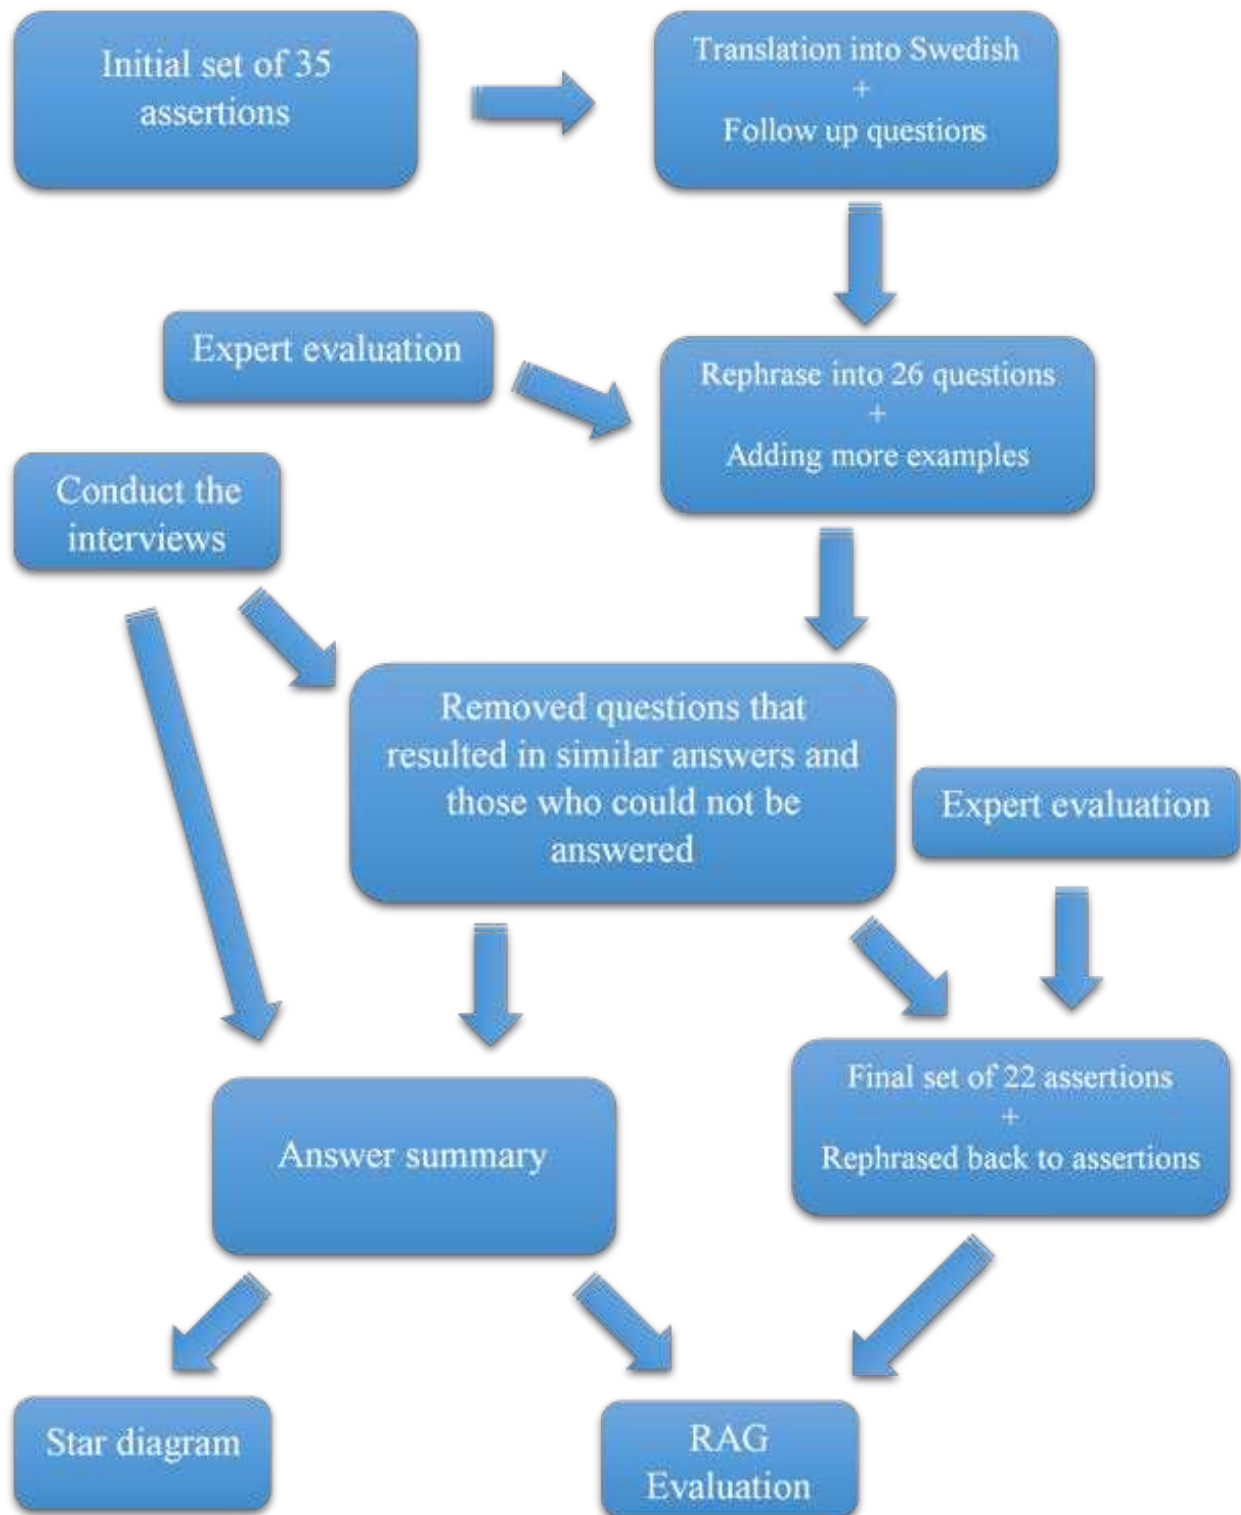 Initial set of 35
assertions
Translation into Swedish
+
Follow up questions
Expert evaluation
Rephrase into 26 questions
+
Adding more examples
Conduct the
interviews
Removed questions that
resulted in similar answers and
those who could not be
answered
Expert evaluation
Answer summary
Final set of 22 assertions
+
Rephrased back to assertions
Star diagram
RAG
Evaluation